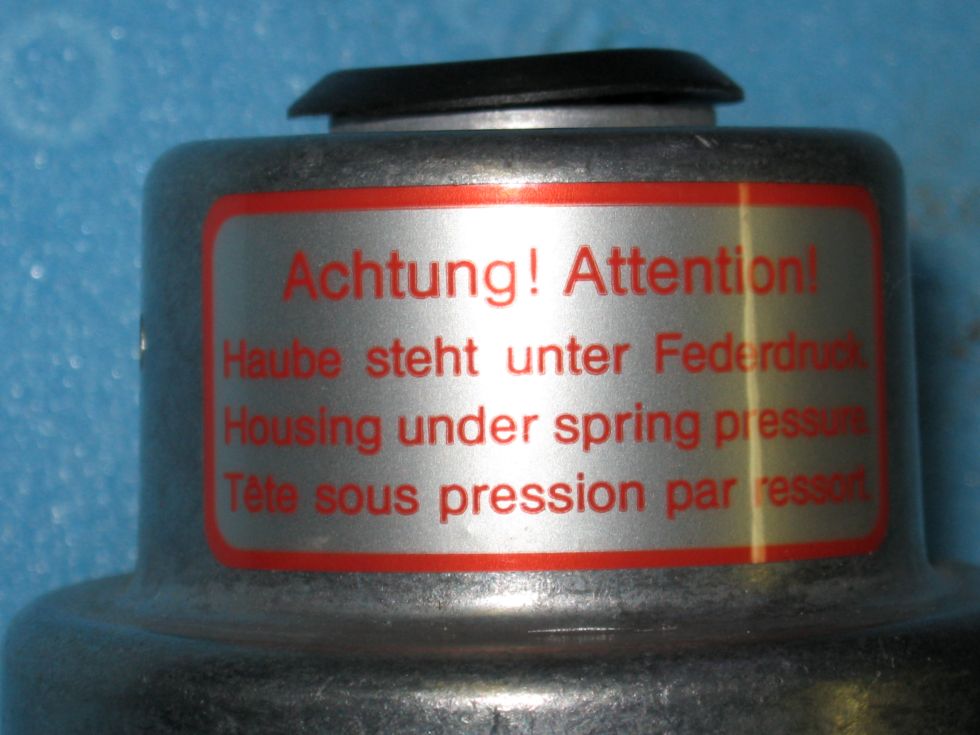 Achtung! Attention!
Haube steht unter Federdruck.
Housing under spring pressure.
Tête sous pression par ressort.